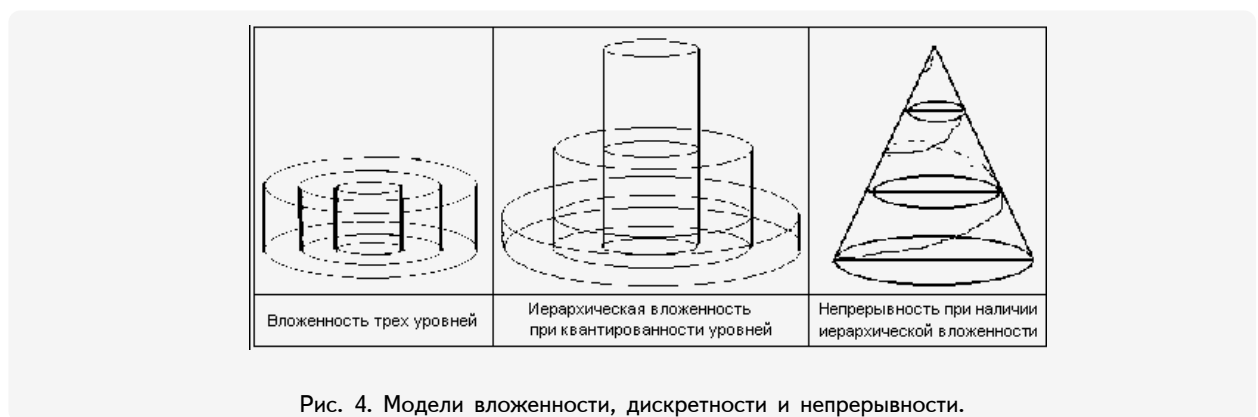 Вложенность трех уровней
Иерархическая вложенность
при квантированности уровней
Непрерывность при наличии
иерархической вложенности
Рис. 4. Модели вложенности, дискретности и непрерывности.